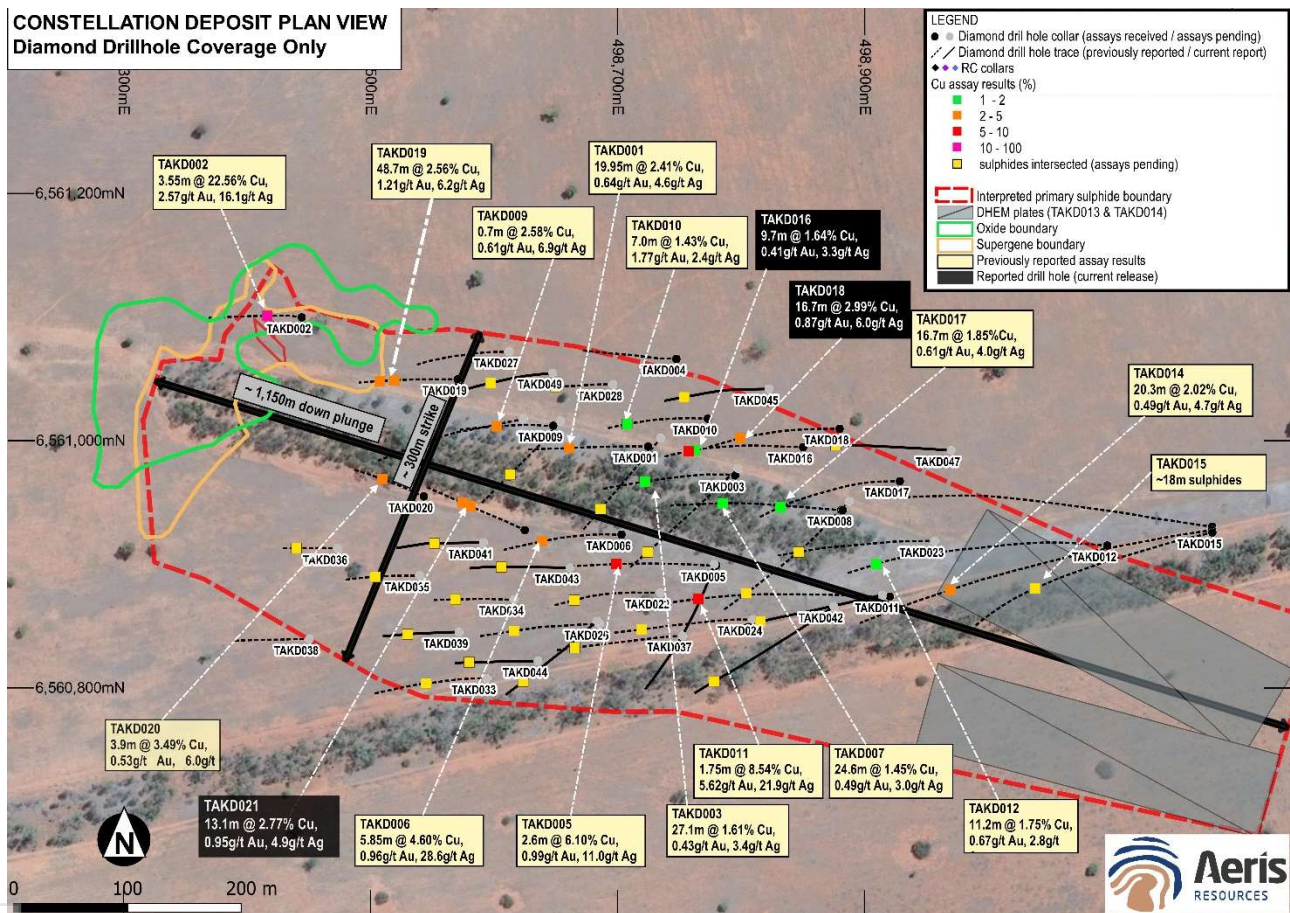 CONSTELLATION DEPOSIT PLAN VIEW
Diamond Drillhole Coverage Only
300mE
500mE
498,700mE
498,900mE
LEGEND
Diamond dril hole collar (assays received / assays pending)
Diamond drill hole trace (previously reported / current report)
RC collars
Cu assay results (%)
1 - 2
2 - 5
5 - 10
10 - 100
sulphides intersected (assays pending)
Interpreted primary sulphide boundary
DHEM plates (TAKD013 & TAKD014)
Oxide boundary
Supergene boundary
Previously reported assay results
Reported drill hole (current release)
6,561,200mN
6,561,000mN
6,560,800mN
TAKD002
3.55m @ 22.56% Cu,
2.57g/t Au, 16.1g/t Ag
TAKD019
48.7m @ 2.56% Cu,
1.21g/t Au, 6.2g/t Ag
TAKD001
19.95m @ 2.41% Cu,
0.64g/t Au, 4.6g/t Ag
TAKD009
0.7m @ 2.58% Cu,
0.61g/t Au, 6.9g/t Ag
TAKD010
7.0m @ 1.43% Cu,
1.77g/t Au, 2.4g/t Ag
TAKD016
9.7m @ 1.64% Cu,
0.41g/t Au, 3.3g/t Ag
TAKD018
16.7m @ 2.99% Cu,
0.87g/t Au, 6.0g/t Ag
TAKD017
16.7m @ 1.85%Cu,
0.61g/t Au, 4.0g/t Ag
TAKD014
20.3m @ 2.02% Cu,
0.49g/t Au, 4.7g/t Ag
TAKD015
~18m sulphides
TAKD002
TAKD027
TAKD004
TAKD019
TAKD049
TAKD028
TAKD045
~ 1,150m down plunge
~ 300m strike
TAKD009
TAKD010
TAKD018
TAKD001
TAKD016
TAKD047
TAKD003
TAKD017
TAKD020
TAKD008
TAKD006
TAKD041
TAKD036
TAKD023
TAKD012
TAKD015
TAKD043
TAKD005
TAKD035
TAKD034
TAKD022
TAKD042
TAKD011
TAKD024
TAKD039
TAKD026
TAKD037
TAKD038
TAKD044
TAKD033
TAKD020
3.9m @ 3.49% Cu,
0.53g/t Au, 6.0g/t
TAKD021
13.1m @ 2.77% Cu,
0.95g/t Au, 4.9g/t Ag
TAKD006
5.85m @ 4.60% Cu,
0.96g/t Au, 28.6g/t Ag
TAKD005
2.6m @ 6.10% Cu,
0.99g/t Au, 11.0g/t Ag
TAKD003
27.1m @ 1.61% Cu,
0.43g/t Au, 3.4g/t Ag
TAKD011
1.75m @ 8.54% Cu,
5.62g/t Au, 21.9g/t Ag
TAKD007
24.6m @ 1.45% Cu,
0.49g/t Au, 3.0g/t Ag
TAKD012
11.2m @ 1.75% Cu,
0.67g/t Au, 2.8g/t
N
0 100 200 m
Aeris
RESOURCES